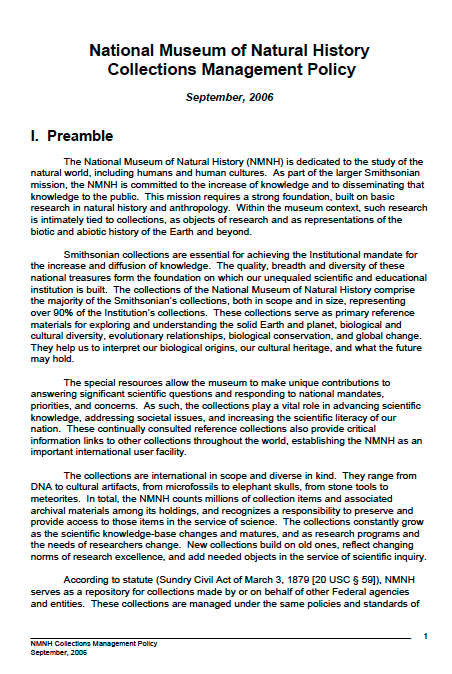 National Museum of Natural History
Collections Management Policy
September, 2006
I. Preamble
The National Museum of Natural History (NMNH) is dedicated to the study of the
natural world, including humans and human cultures. As part of the larger Smithsonian
mission, the NMNH is committed to the increase of knowledge and to disseminating that
knowledge to the public. This mission requires a strong foundation, built on basic
research in natural history and anthropology. Within the museum context, such research
is intimately tied to collections, as objects of research and as representations of the
biotic and abiotic history of the Earth and beyond.
Smithsonian collections are essential for achieving the Institutional mandate for
the increase and diffusion of knowledge. The quality, breadth and diversity of these
national treasures form the foundation on which our unequaled scientific and educational
institution is built. The collections of the National Museum of Natural History comprise
the majority of the Smithsonian's collections, both in scope and in size, representing
over 90% of the Institution's collections. These collections serve as primary reference
materials for exploring and understanding the solid Earth and planet, biological and
cultural diversity, evolutionary relationships, biological conservation, and global change.
They help us to interpret our biological origins, our cultural heritage, and what the future
may hold.
The special resources allow the museum to make unique contributions to
answering significant scientific questions and responding to national mandates,
priorities, and concerns. As such, the collections play a vital role in advancing scientific
knowledge, addressing societal issues, and increasing the scientific literacy of our
nation. These continually consulted reference collections also provide critical
information links to other collections throughout the world, establishing the NMNH as an
important international user facility.
The collections are international in scope and diverse in kind. They range from
DNA to cultural artifacts, from microfossils to elephant skulls, from stone tools to
meteorites. In total, the NMNH counts millions of collection items and associated
archival materials among its holdings, and recognizes a responsibility to preserve and
provide access to those items in the service of science. The collections constantly grow
as the scientific knowledge-base changes and matures, and as research programs and
the needs of researchers change. New collections build on old ones, reflect changing
norms of research excellence, and add needed objects in the service of scientific inquiry.
According to statute (Sundry Civil Act of March 3, 1879 [20 USC § 59]), NMNH
serves as a repository for collections made by or on behalf of other Federal agencies
and entities. These collections are managed under the same policies and standards of
1
NMNH Collections Management Policy
September, 2006